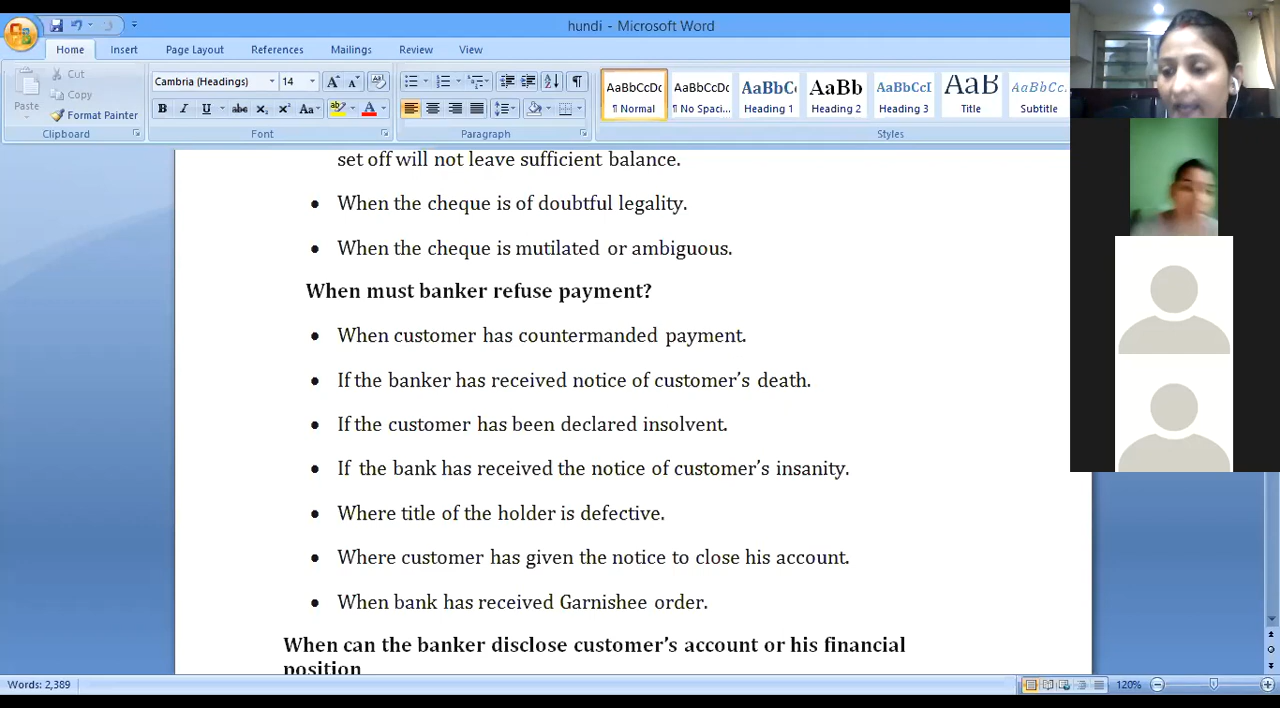 hundi - Microsoft Word
Home Insert Page Layout References Mailings Review View
Cut
Copy
Paste
Format Painter
Clipboard
Cambria (Headings) 14
Font
Paragraph
AaBbCcDc AaBbCcDc AaBbC AaBb AaBbCcI AaB AaBbCcL
¶ Normal ¶ No Spaci... Heading 1 Heading 2 Heading 3 Title Subtitle
Styles
set off will not leave sufficient balance.
• When the cheque is of doubtful legality.
• When the cheque is mutilated or ambiguous.
When must banker refuse payment?
• When customer has countermanded payment.
• If the banker has received notice of customer’s death.
• If the customer has been declared insolvent.
• If the bank has received the notice of customer’s insanity.
• Where title of the holder is defective.
• Where customer has given the notice to close his account.
• When bank has received Garnishee order.
When can the banker disclose customer’s account or his financial
position
Words: 2,389
120%